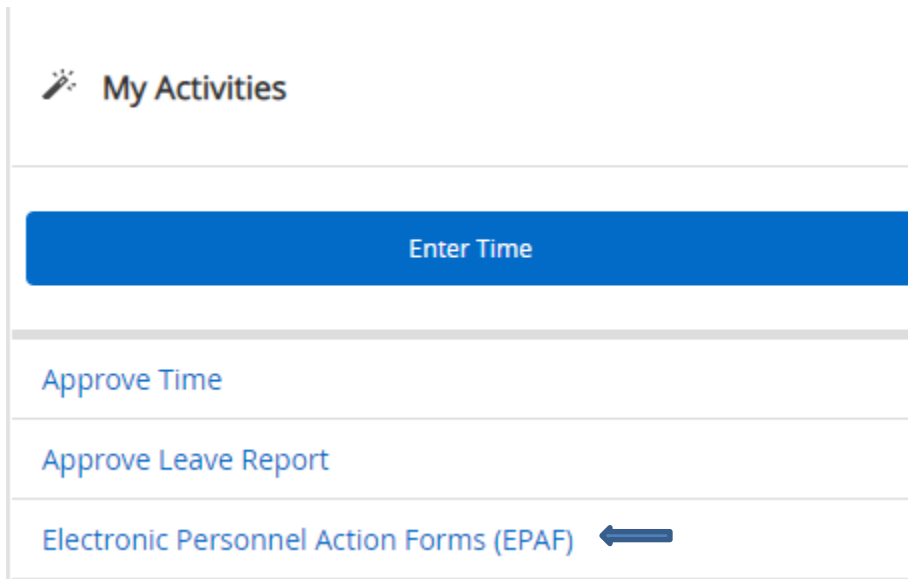 My Activities
Enter Time
Approve Time
Approve Leave Report
Electronic Personnel Action Forms (EPAF)